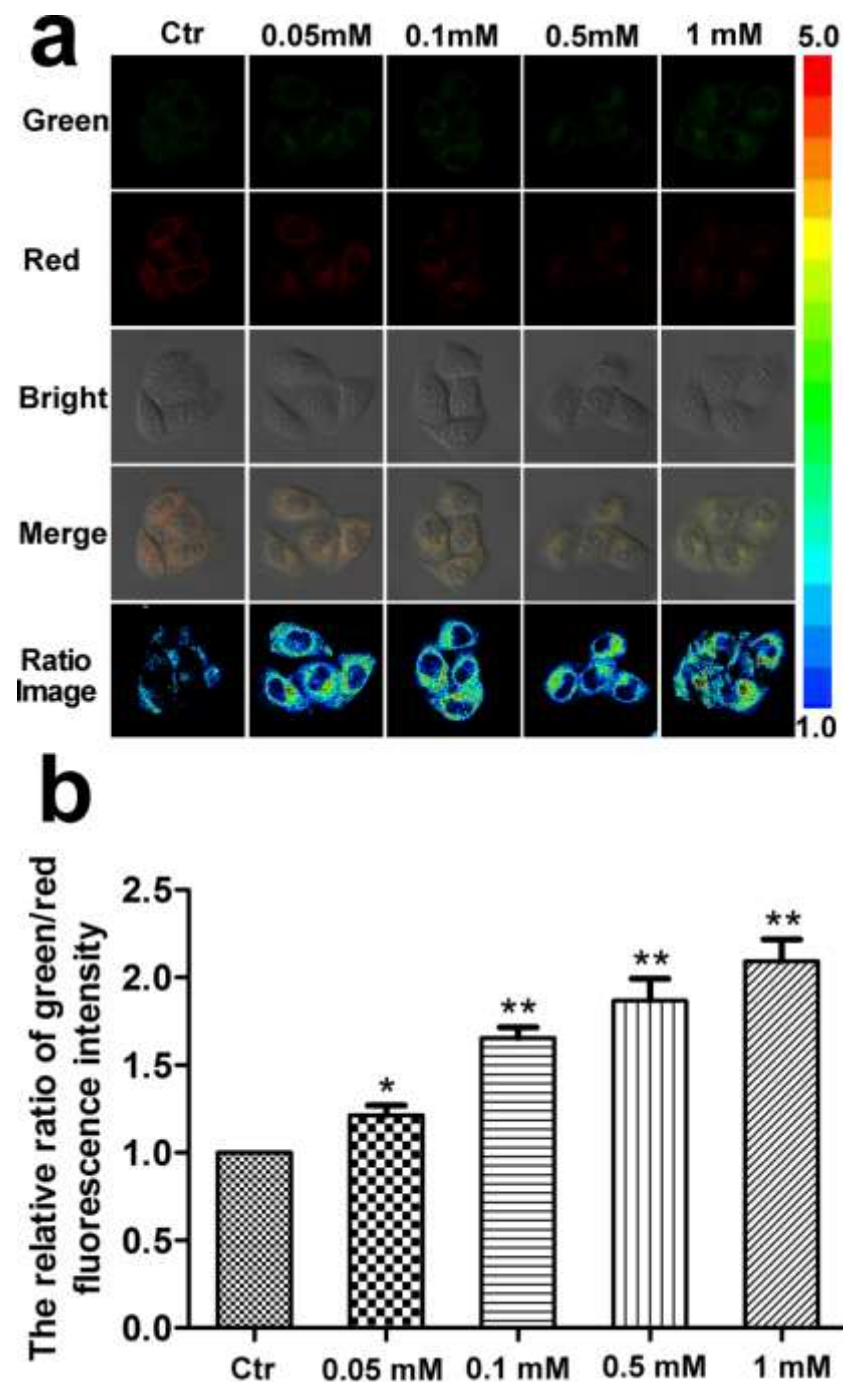 a
Ctr 0.05mM 0.1mM 0.5mM 1 mM 5.0
Green
Red
Bright
Merge
Ratio
Image
1.0
b
The relative ratio of green/red
fluorescence intensity
2.5
2.0
1.5
1.0
0.5
0.0
*
**
**
**
Ctr 0.05 mM 0.1 mM 0.5 mM 1 mM